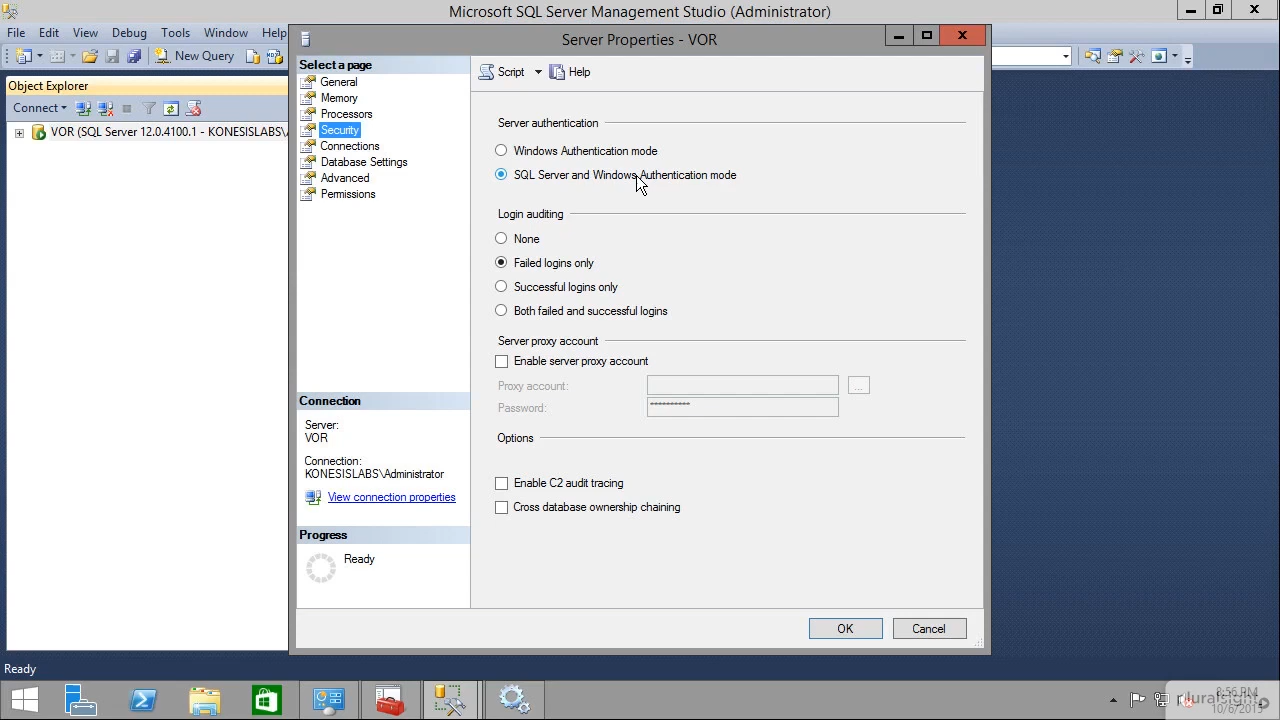 Microsoft SQL Server Management Studio (Administrator)
File Edit View Debug Tools Window Help
New Query
Object Explorer
Connect
VOR (SQL Server 12.0.4100.1 - KONESISLABS\
Server Properties - VOR
Select a page
General
Memory
Processors
Security
Connections
Database Settings
Advanced
Permissions
Connection
Server:
VOR
Connection:
KONESISLABS\Administrator
View connection properties
Progress
Ready
Script Help
Server authentication
Windows Authentication mode
SQL Server and Windows Authentication mode
Login auditing
None
Failed logins only
Successful logins only
Both failed and successful logins
Server proxy account
Enable server proxy account
Proxy account:
...
Password:
**********
Options
Enable C2 audit tracing
Cross database ownership chaining
OK Cancel
Ready
8:56 PM
pluralsight